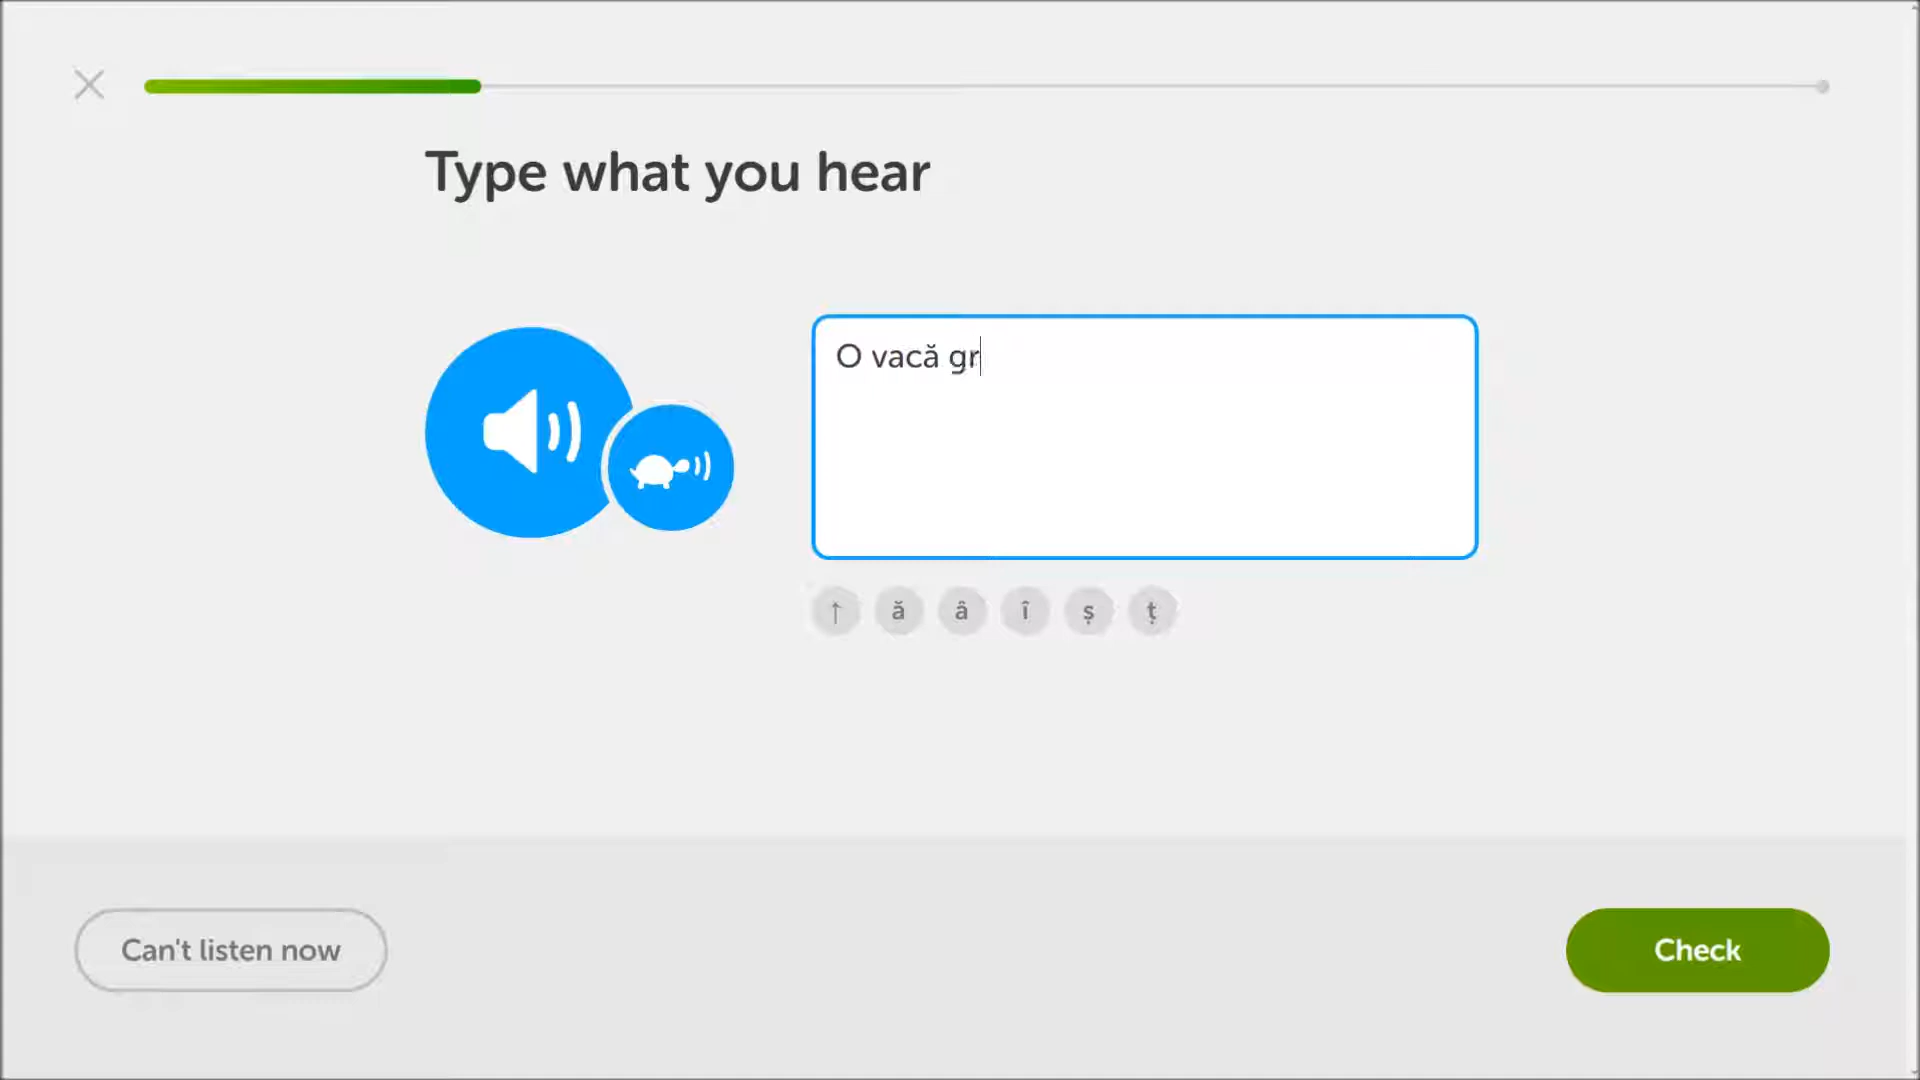 Type what you hear
O vacă gr
↑ ă â î ș ț
Can't listen now
Check